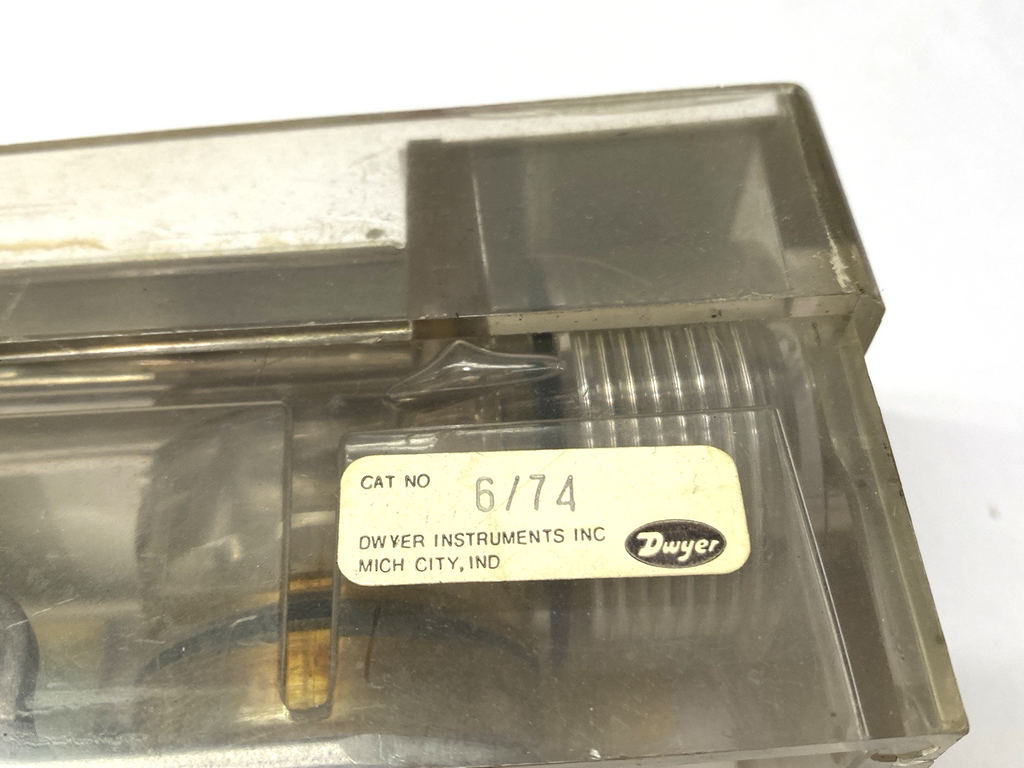 CAT NO 6/74
DWYER INSTRUMENTS INC
MICH CITY, IND
Dwyer